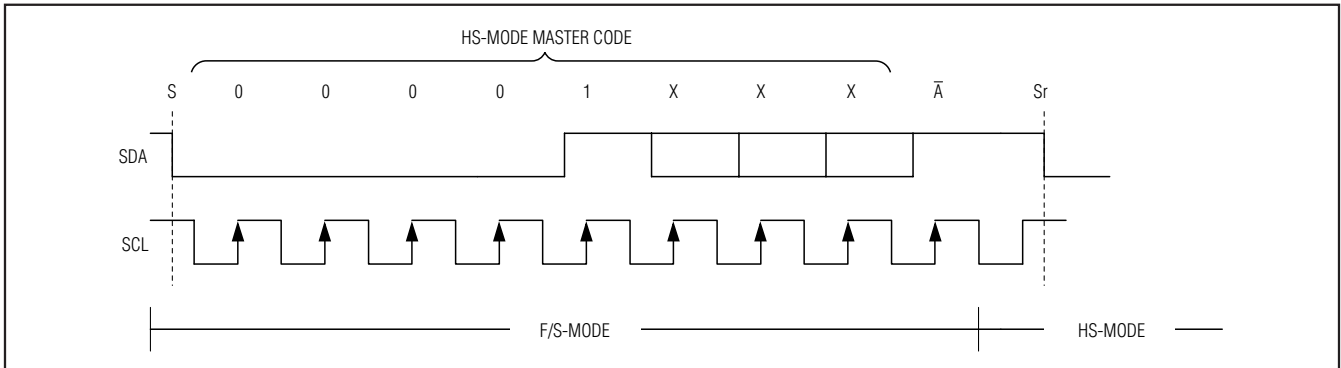 HS-MODE MASTER CODE
S 0 0 0 0 1 X X X A̅ Sr
SDA
SCL
F/S-MODE HS-MODE